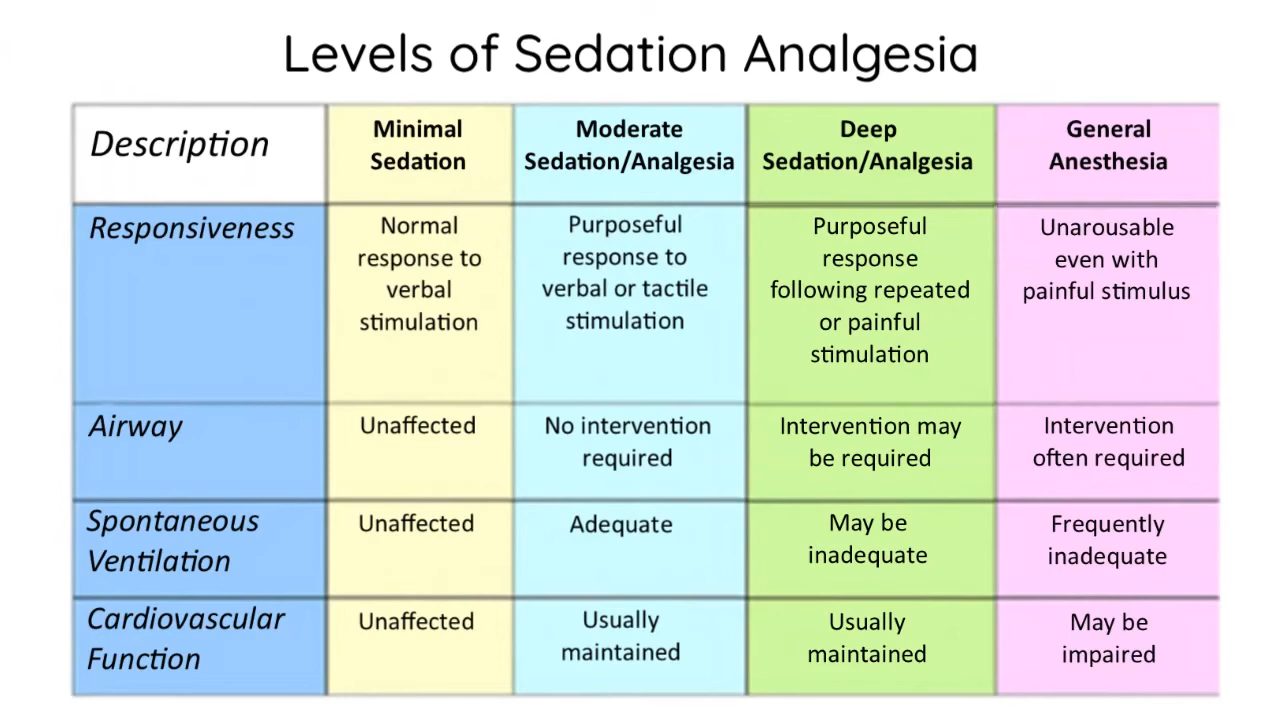 Levels of Sedation Analgesia
Description
Minimal
Sedation
Moderate
Sedation/Analgesia
Deep
Sedation/Analgesia
General
Anesthesia
Responsiveness
Normal
response to
verbal
stimulation
Purposeful
response to
verbal or tactile
stimulation
Purposeful
response
following repeated
or painful
stimulation
Unarousable
even with
painful stimulus
Airway
Unaffected
No intervention
required
Intervention may
be required
Intervention
often required
Spontaneous
Ventilation
Unaffected
Adequate
May be
inadequate
Frequently
inadequate
Cardiovascular
Function
Unaffected
Usually
maintained
Usually
maintained
May be
impaired